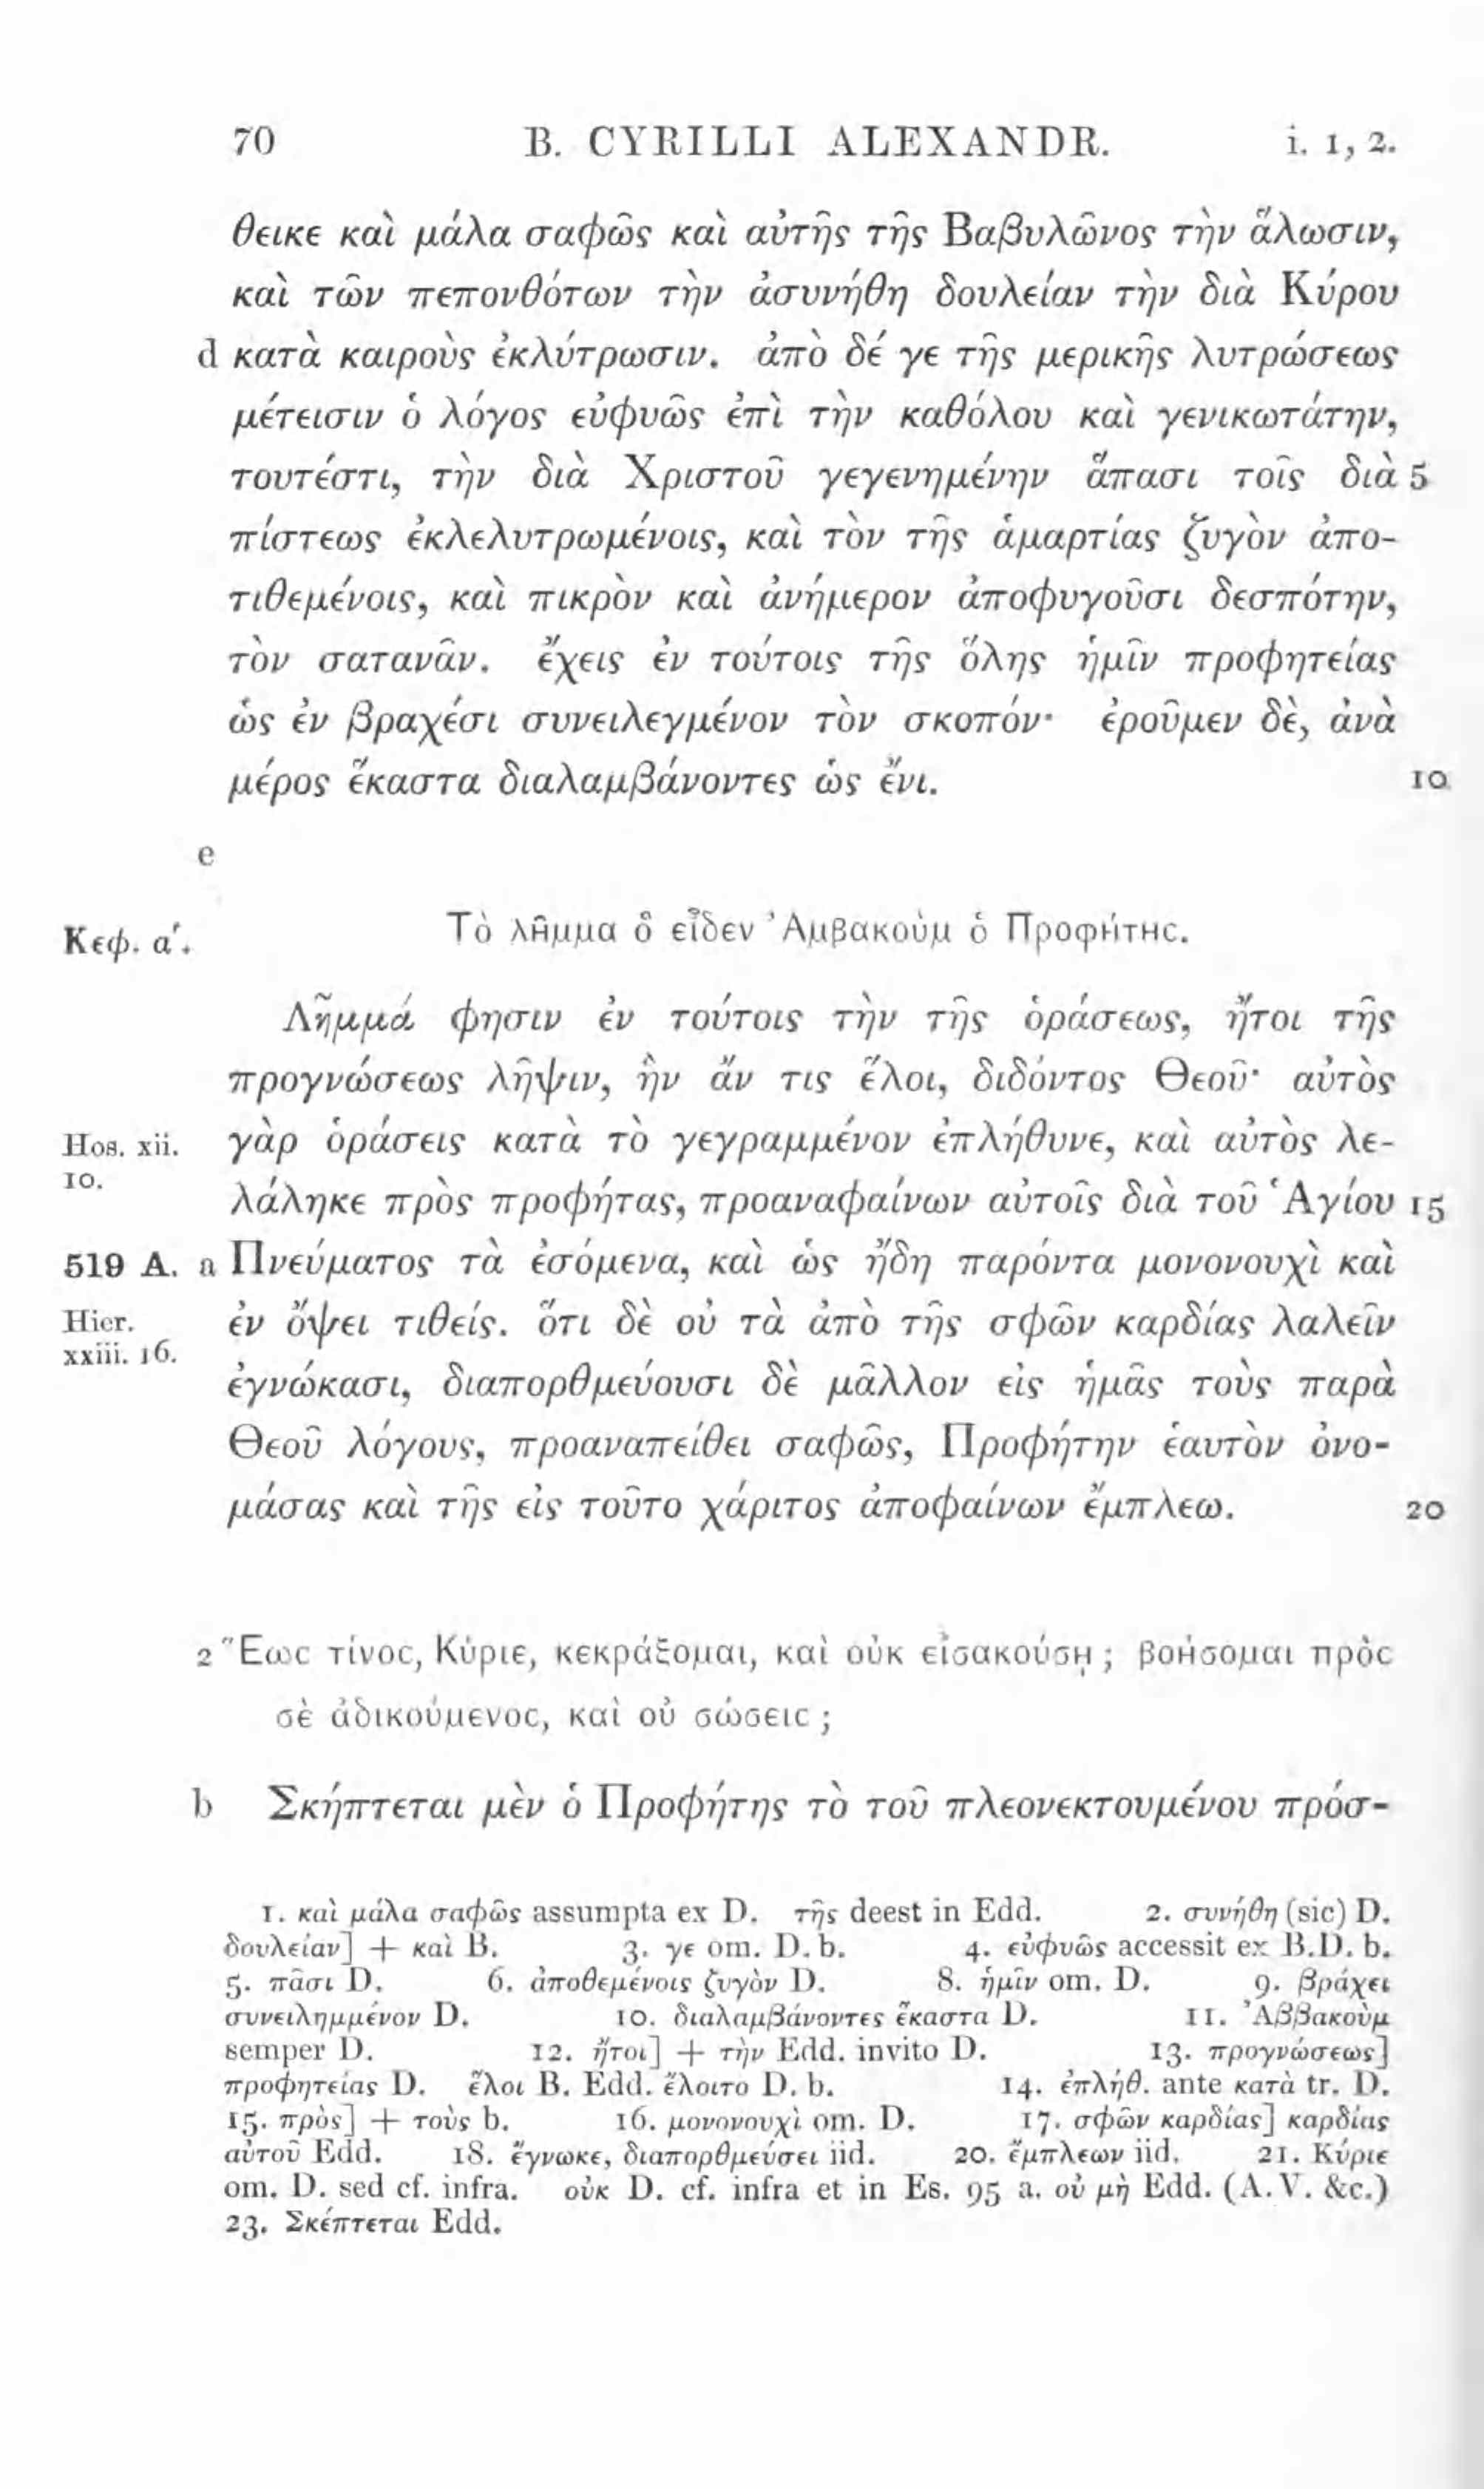 70 B. CYRILLI ALEXANDR. i. 1, 2.
θεικε καὶ μάλα σαφῶς καὶ αὐτῆς τῆς Βαβυλῶνος τὴν ἅλωσιν,
καὶ τῶν πεπονθότων τὴν ἀσυνήθη δουλείαν τὴν διὰ Κύρου
d κατὰ καιροὺς ἐκλύτρωσιν. ἀπὸ δέ γε τῆς μερικῆς λυτρώσεως
μέτεισιν ὁ λόγος εὐφυῶς ἐπὶ τὴν καθόλου καὶ γενικωτάτην,
τουτέστι, τὴν διὰ Χριστοῦ γεγενημένην ἅπασι τοῖς διὰ 5
πίστεως ἐκλελυτρωμένοις, καὶ τὸν τῆς ἁμαρτίας ζυγὸν ἀπο-
τιθεμένοις, καὶ πικρὸν καὶ ἀνήμερον ἀποφυγοῦσι δεσπότην,
τὸν σατανᾶν. ἔχεις ἐν τούτοις τῆς ὅλης ἡμῖν προφητείας
ὡς ἐν βραχέσι συνειλεγμένον τὸν σκοπόν· ἐροῦμεν δὲ, ἀνὰ
μέρος ἕκαστα διαλαμβάνοντες ὡς ἔνι. 10
e
Κεφ. α΄. Τὸ λῆμμα ὃ εἶδεν Ἀμβακοὺμ ὁ Προφήτης.
Λῆμμά φησιν ἐν τούτοις τὴν τῆς ὁράσεως, ἤτοι τῆς
προγνώσεως λῆψιν, ἣν ἄν τις ἕλοι, διδόντος Θεοῦ· αὐτὸς
Hos. xii. γὰρ ὁράσεις κατὰ τὸ γεγραμμένον ἐπλήθυνε, καὶ αὐτὸς λε-
10. λάληκε πρὸς προφήτας, προαναφαίνων αὐτοῖς διὰ τοῦ Ἁγίου 15
519 A. a Πνεύματος τὰ ἐσόμενα, καὶ ὡς ἤδη παρόντα μονονουχὶ καὶ
Hier. ἐν ὄψει τιθείς. ὅτι δὲ οὐ τὰ ἀπὸ τῆς σφῶν καρδίας λαλεῖν
xxiii. 16. ἐγνώκασι, διαπορθμεύουσι δὲ μᾶλλον εἰς ἡμᾶς τοὺς παρὰ
Θεοῦ λόγους, προαναπείθει σαφῶς, Προφήτην ἑαυτὸν ὀνο-
μάσας καὶ τῆς εἰς τοῦτο χάριτος ἀποφαίνων ἔμπλεω. 20
2 Ἕως τίνος, Κύριε, κεκράξομαι, καὶ οὐκ εἰσακούσῃ; βοήσομαι πρὸς
σὲ ἀδικούμενος, καὶ οὐ σώσεις;
b Σκήπτεται μὲν ὁ Προφήτης τὸ τοῦ πλεονεκτουμένου πρόσ-
1. καὶ μάλα σαφῶς assumpta ex D. τῆς deest in Edd. 2. συνήθη (sic) D.
δουλείαν] + καὶ B. 3. γε om. D. b. 4. εὐφυῶς accessit ex B.D. b.
5. πᾶσι D. 6. ἀποθεμένοις ζυγὸν D. 8. ἡμῖν om. D. 9. βράχει
συνειλημμένον D. 10. διαλαμβάνοντες ἕκαστα D. 11. Ἀββακοὺμ
semper D. 12. ἤτοι] + τὴν Edd. invito D. 13. προγνώσεως]
προφητείας D. ἕλοι B. Edd. ἕλοιτο D. b. 14. ἐπλήθ. ante κατὰ tr. D.
15. πρὸς] + τοὺς b. 16. μονονουχὶ om. D. 17. σφῶν καρδίας] καρδίας
αὐτοῦ Edd. 18. ἔγνωκε, διαπορθμεύσει iid. 20. ἔμπλεων iid. 21. Κύριε
om. D. sed cf. infra. οὐκ D. cf. infra et in Es. 95 a. οὐ μὴ Edd. (A. V. &c.)
23. Σκέπτεται Edd.